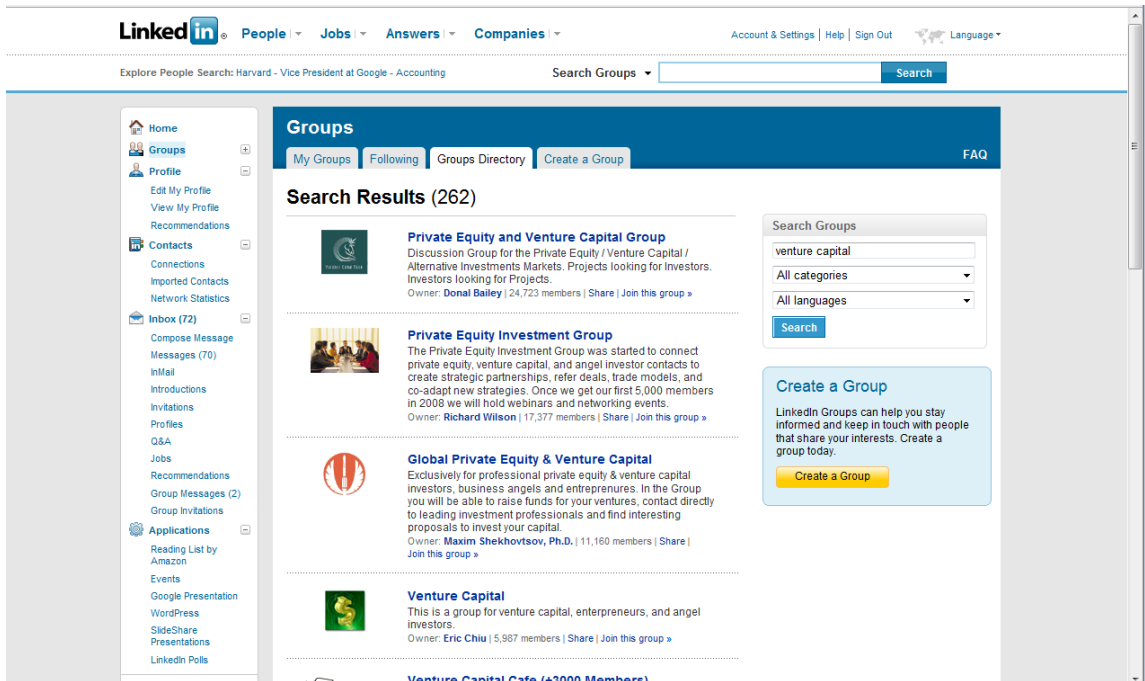 Linked in ®
People
Jobs
Answers
Companies
Account & Settings | Help | Sign Out
Language
Explore People Search: Harvard - Vice President at Google - Accounting
Search Groups
Search
Home
Groups
Profile
Edit My Profile
View My Profile
Recommendations
Contacts
Connections
Imported Contacts
Network Statistics
Inbox (72)
Compose Message
Messages (70)
InMail
Introductions
Invitations
Profiles
Q&A
Jobs
Recommendations
Group Messages (2)
Group Invitations
Applications
Reading List by
Amazon
Events
Google Presentation
WordPress
SlideShare
Presentations
LinkedIn Polls
Groups
My Groups
Following
Groups Directory
Create a Group
FAQ
Search Results (262)
Private Equity and Venture Capital Group
Discussion Group for the Private Equity / Venture Capital /
Alternative Investments Markets. Projects looking for Investors.
Investors looking for Projects.
Owner: Donal Bailey | 24,723 members | Share | Join this group »
Private Equity Investment Group
The Private Equity Investment Group was started to connect
private equity, venture capital, and angel investor contacts to
create strategic partnerships, refer deals, trade models, and
co-adapt new strategies. Once we get our first 5,000 members
in 2008 we will hold webinars and networking events.
Owner: Richard Wilson | 17,377 members | Share | Join this group »
Global Private Equity & Venture Capital
Exclusively for professional private equity & venture capital
investors, business angels and entreprenures. In the Group
you will be able to raise funds for your ventures, contact directly
to leading investment professionals and find interesting
proposals to invest your capital.
Owner: Maxim Shekhovtsov, Ph.D. | 11,160 members | Share |
Join this group »
Venture Capital
This is a group for venture capital, enterpreneurs, and angel
investors.
Owner: Eric Chiu | 5,987 members | Share | Join this group »
Venture Capital Cafe (+3000 Members)
Search Groups
venture capital
All categories
All languages
Search
Create a Group
LinkedIn Groups can help you stay
informed and keep in touch with people
that share your interests. Create a
group today.
Create a Group